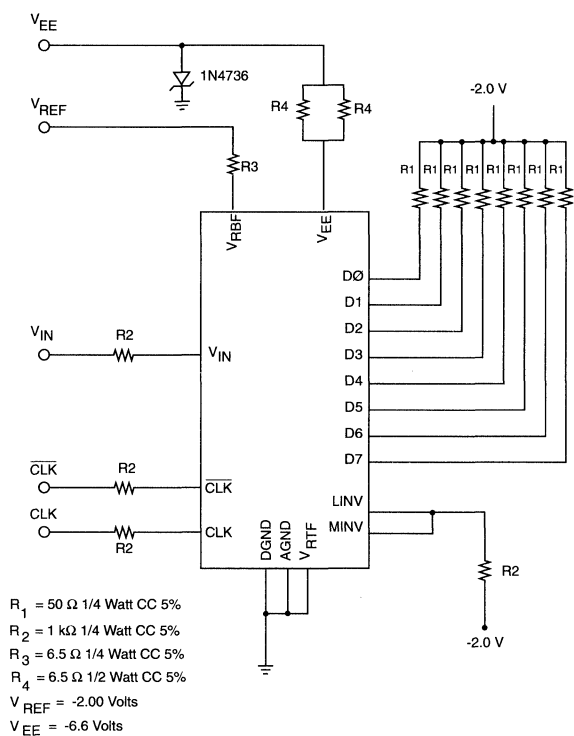 VEE
1N4736
-2.0 V
R4 R4
VREF
R1 R1 R1 R1 R1 R1 R1
R3
VRBF
VEE
DØ
D1
D2
VIN
R2
VIN
D3
D4
D5
D6
D7
CLK
R2
CLK
LINV
CLK
R2
CLK
DGND
AGND
VRTF
MINV
R2
-2.0 V
R1 = 50 Ω 1/4 Watt CC 5%
R2 = 1 kΩ 1/4 Watt CC 5%
R3 = 6.5 Ω 1/4 Watt CC 5%
R4 = 6.5 Ω 1/2 Watt CC 5%
V REF = -2.00 Volts
V EE = -6.6 Volts